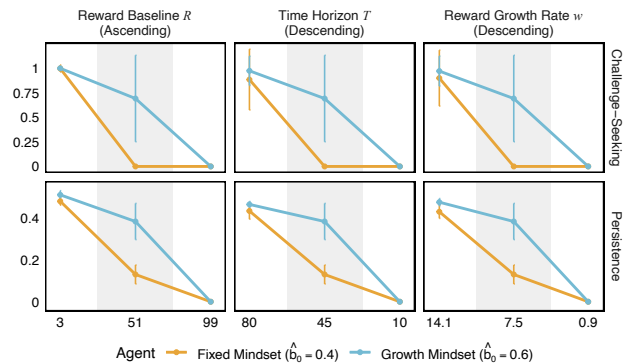 Reward Baseline R
(Ascending)
Time Horizon T
(Descending)
Reward Growth Rate w
(Descending)
1
0.75
0.50
0.25
0
Challenge−Seeking
0.4
0.2
0
Persistence
3 51 99
80 45 10
14.1 7.5 0.9
Agent Fixed Mindset (b̂₀ = 0.4) Growth Mindset (b̂₀ = 0.6)